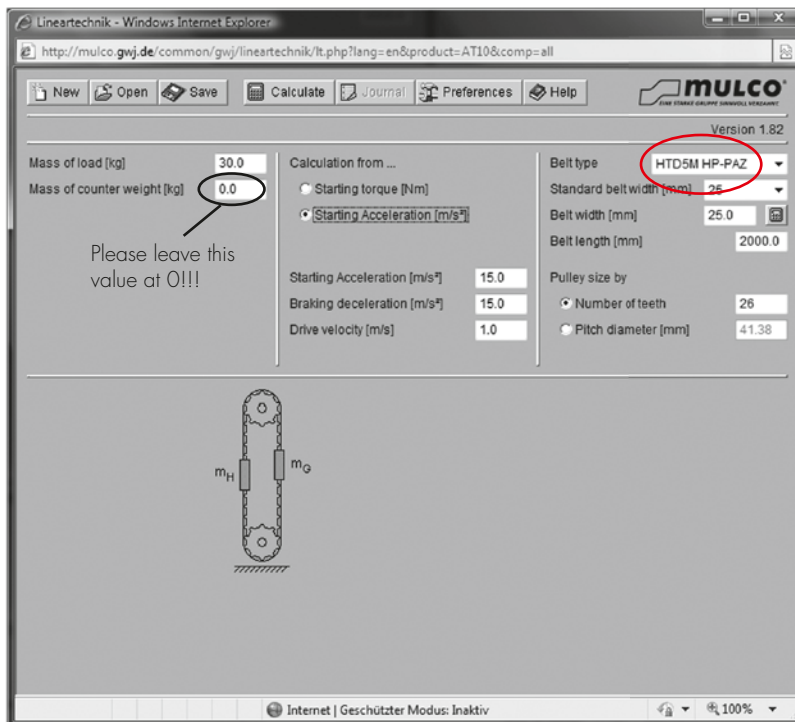 Lineartechnik - Windows Internet Explorer
http://mulco.gwj.de/common/gwj/lineartechnik/lt.php?lang=en&product=AT10&comp=all
New Open Save Calculate Journal Preferences Help
MULCO
EINE STARKE GRUPPE SINNVOLL VERZAHNT
Version 1.82
Mass of load [kg] 30.0
Mass of counter weight [kg] 0.0
Please leave this
value at 0!!!
Calculation from ...
Starting torque [Nm]
Starting Acceleration [m/s²]
Starting Acceleration [m/s²] 15.0
Braking deceleration [m/s²] 15.0
Drive velocity [m/s] 1.0
Belt type HTD5M HP-PAZ
Standard belt width [mm] 25
Belt width [mm] 25.0
Belt length [mm] 2000.0
Pulley size by
Number of teeth 26
Pitch diameter [mm] 41.38
mH mG
Internet | Geschützter Modus: Inaktiv 100%